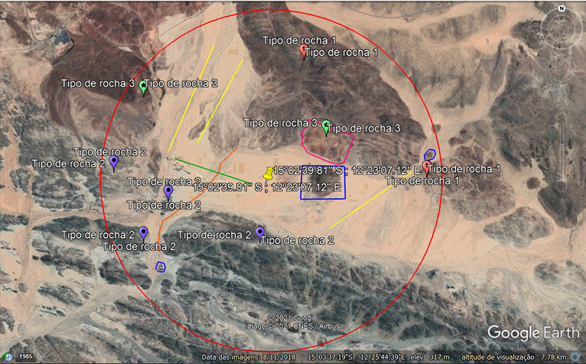 N
Tipo de rocha 1
Tipo de rocha 1
Tipo de rocha 3
Tipo de rocha 3
Tipo de rocha 3
Tipo de rocha 3
Tipo de rocha 2
Tipo de rocha 2
15°02'39.81" S 12°23'07.12" E
Tipo de rocha 1
Tipo de rocha 2
Tipo de rocha 1
15°02'39.81" S 12°23'07.12" E
Tipo de rocha 2
Tipo de rocha 2
Tipo de rocha 2
Tipo de rocha 2
Tipo de rocha 2
© 2021 Google
Image © 2021 CNES / Airbus
Google Earth
1985
Data das imagens: 8/11/2018 15°03'37.19"S 12°25'44.39"E elev 317 m altitude de visualização 7.78 km